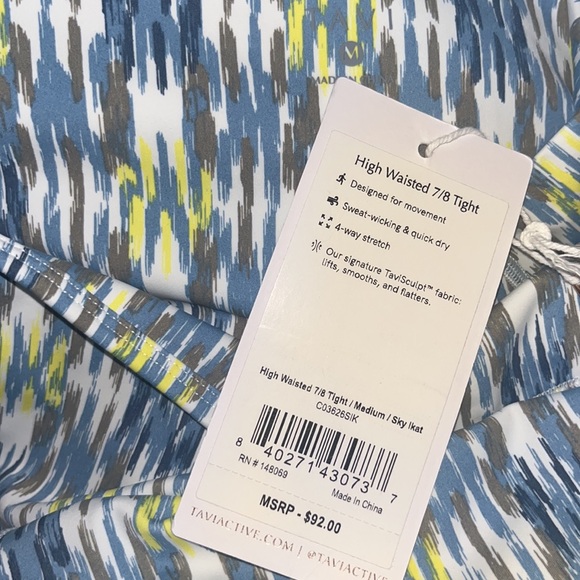 M
MADE IN
High Waisted 7/8 Tight
Designed for movement
Sweat-wicking & quick dry
4-way stretch
Our signature TaviSculpt™ fabric:
lifts, smooths, and flatters.
High Waisted 7/8 Tight / Medium / Sky Ikat
C03626SIK
8 40271 43073 7
RN # 148069
Made In China
MSRP - $92.00
TAVIACTIVE.COM | @TAVIACTIVE